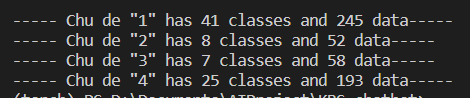 ----- Chu de "1" has 41 classes and 245 data-----
----- Chu de "2" has 8 classes and 52 data-----
----- Chu de "3" has 7 classes and 58 data-----
----- Chu de "4" has 25 classes and 193 data-----